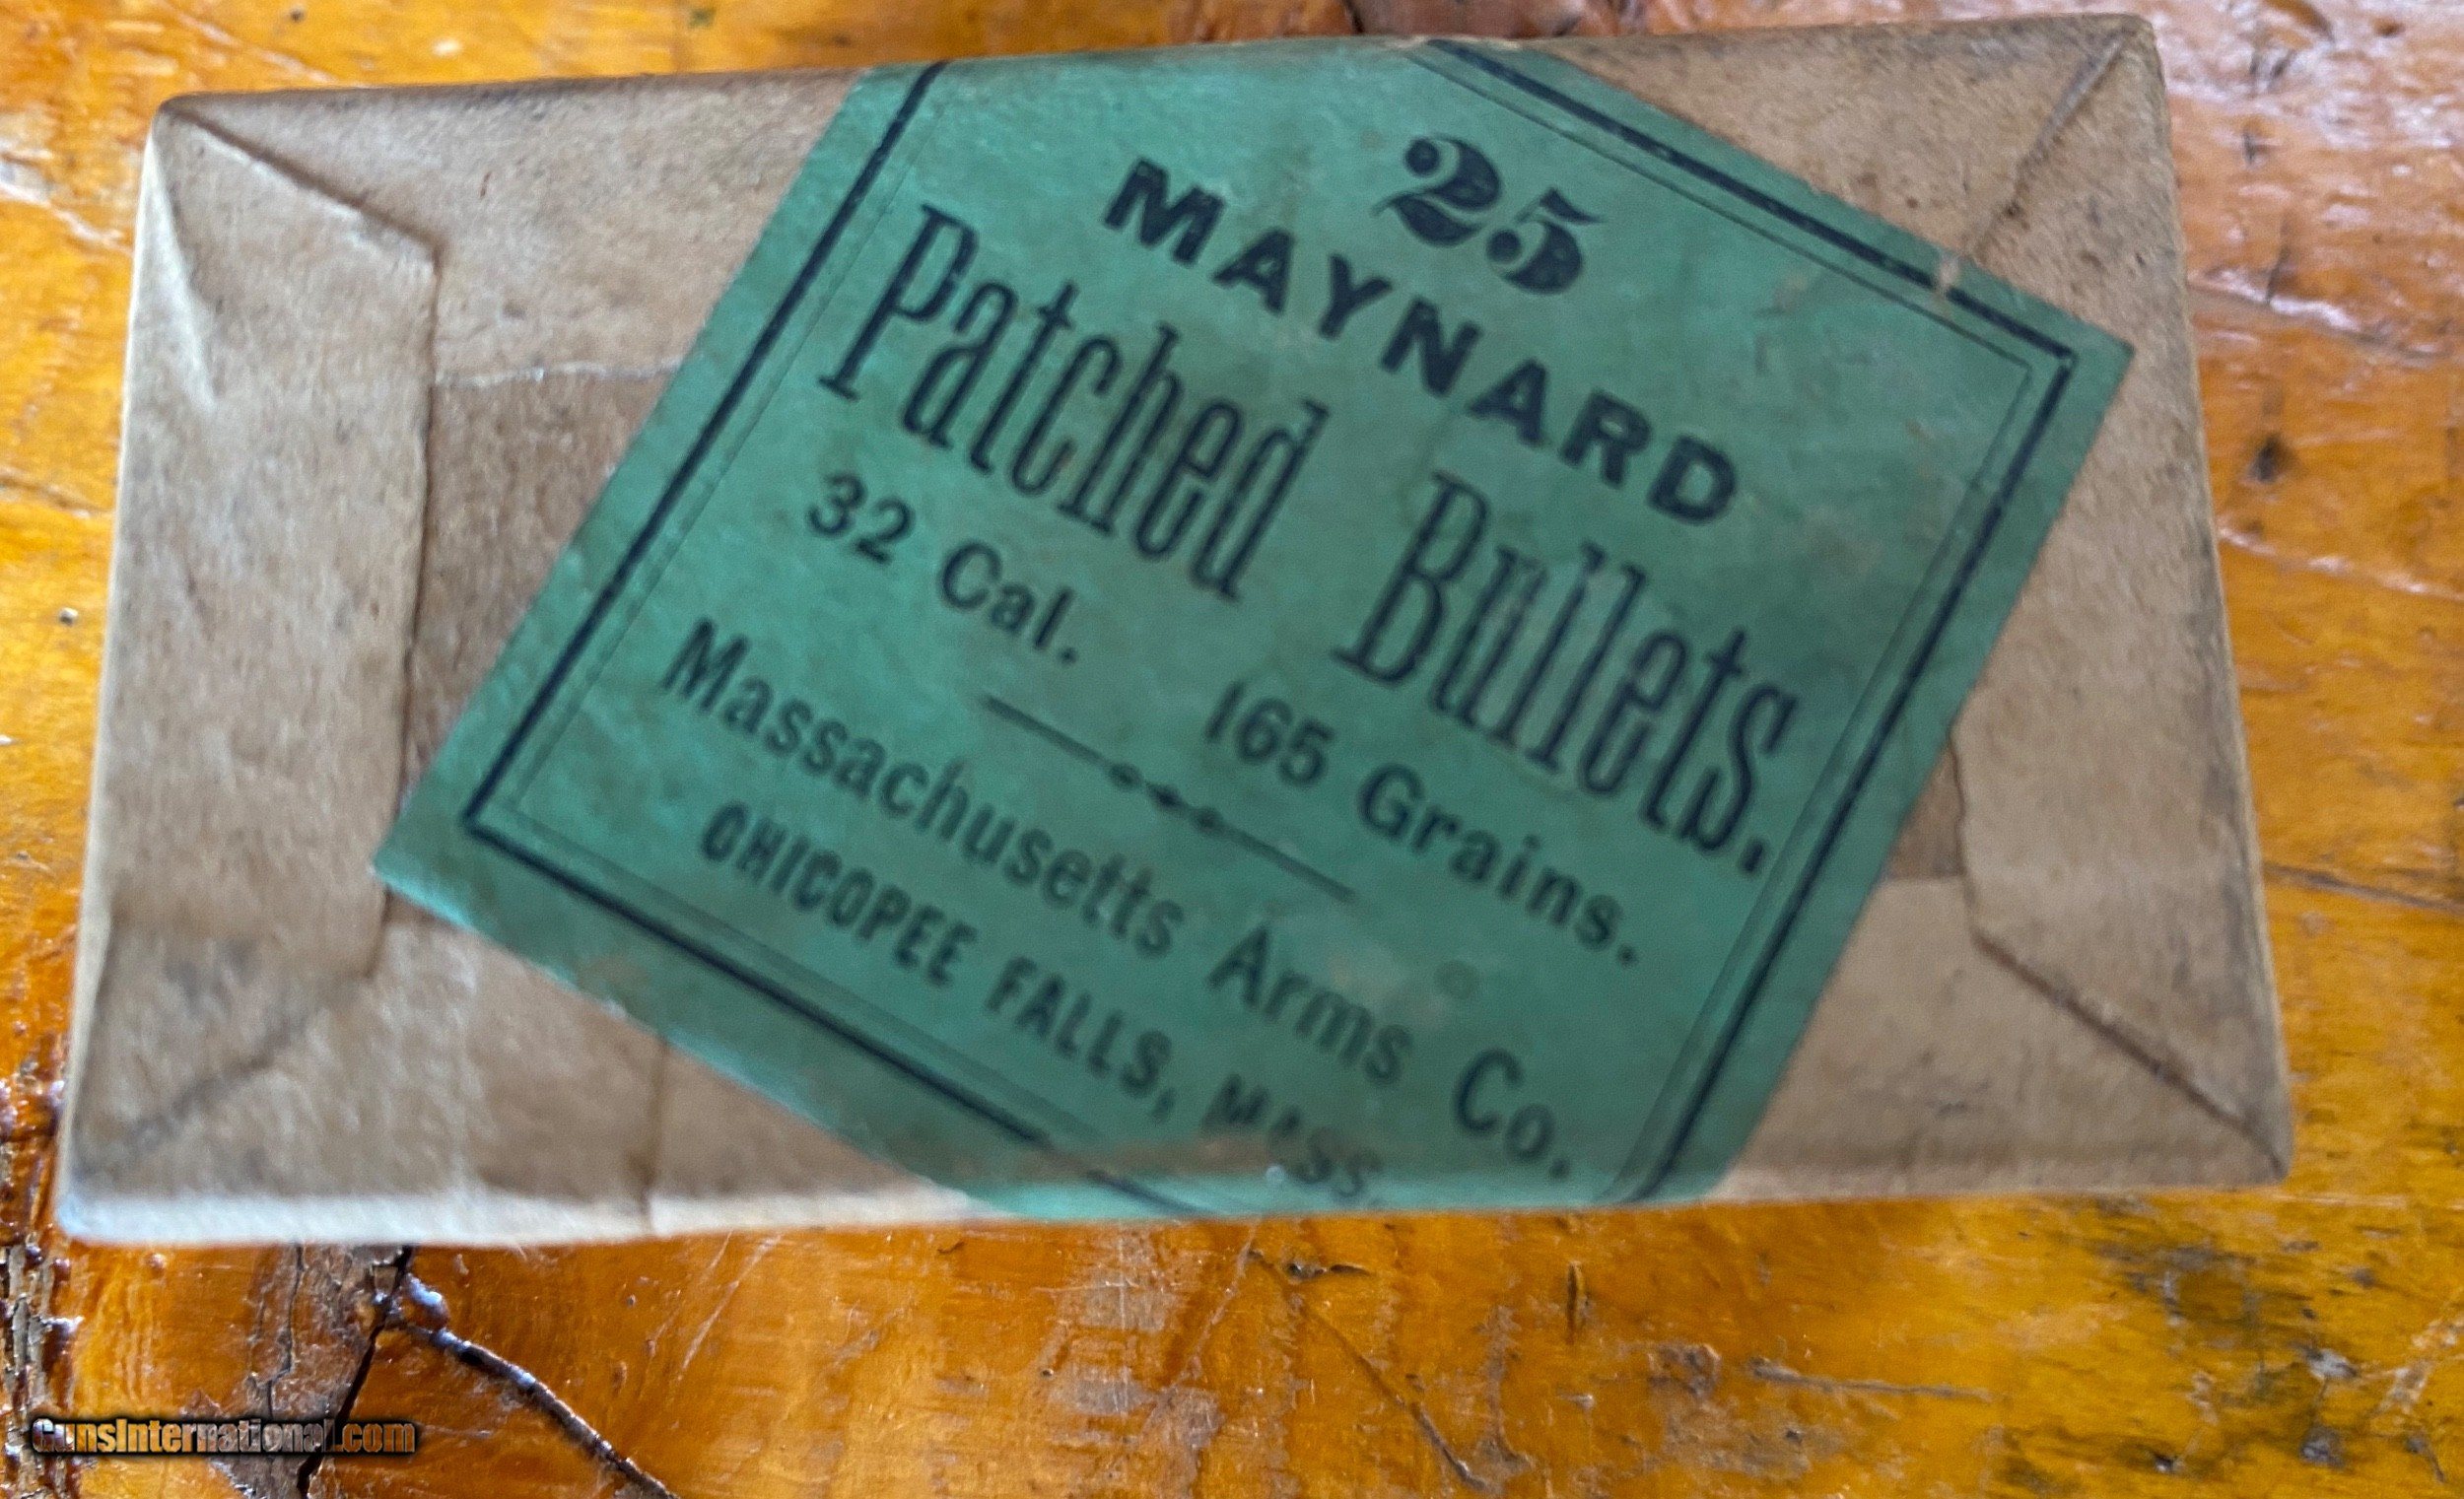 25
MAYNARD
Patched Bullets.
32 Cal. 165 Grains.
Massachusetts Arms Co.
CHICOPEE FALLS, MASS.
GunsInternational.com